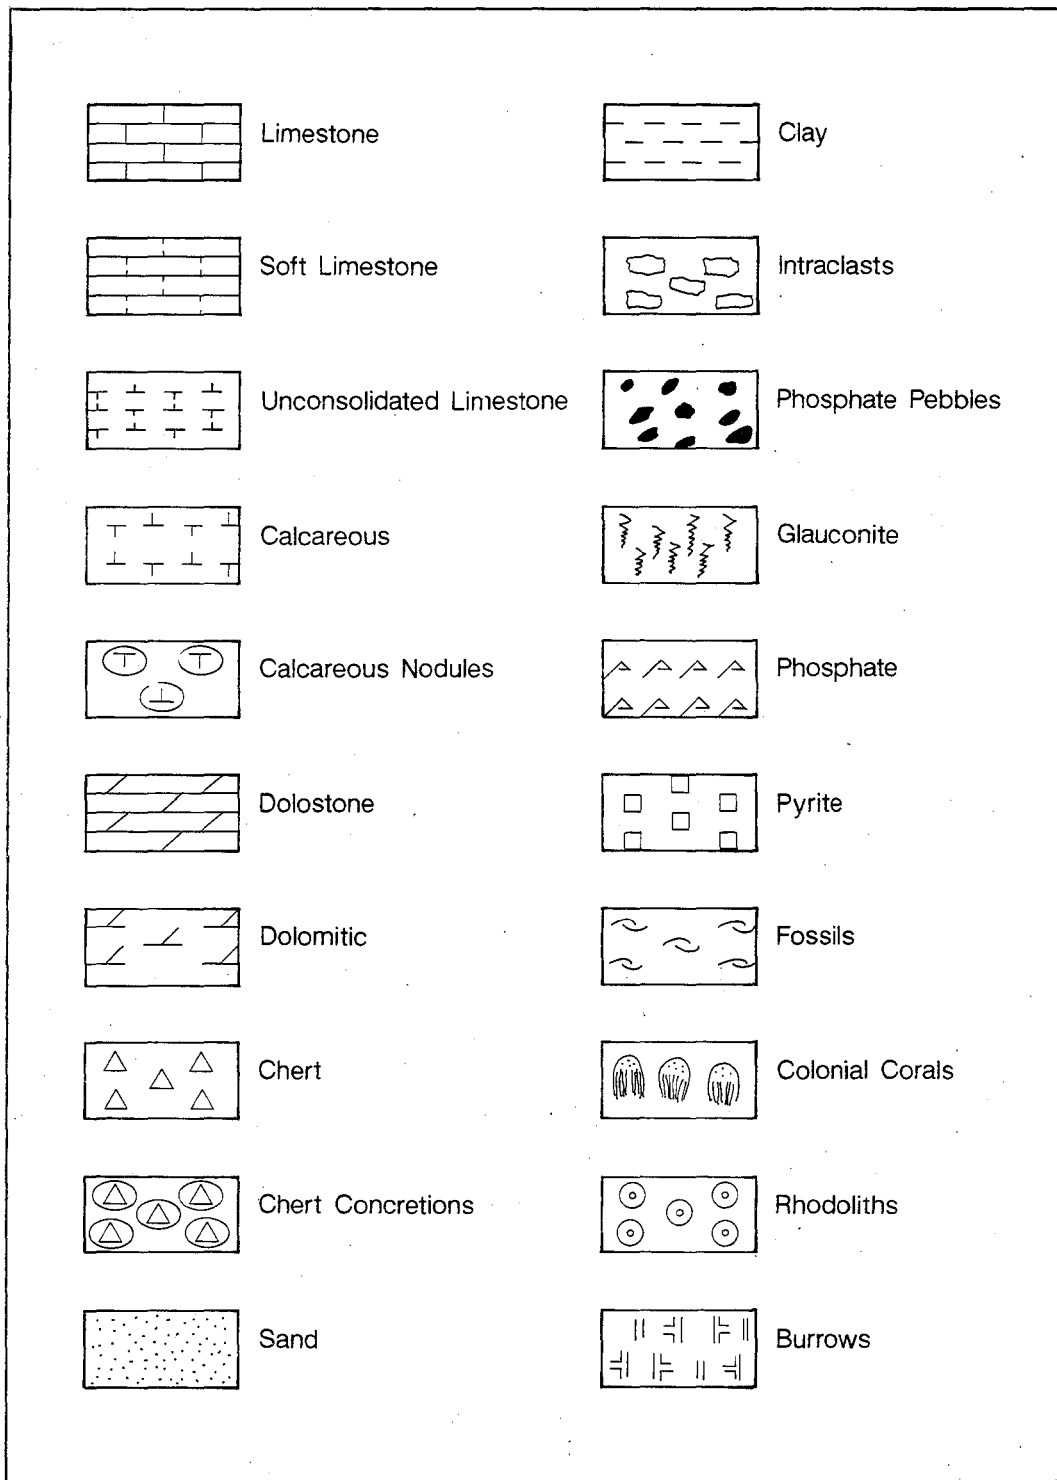 Limestone
Soft Limestone
Unconsolidated Limestone
Calcareous
Calcareous Nodules
Dolostone
Dolomitic
Chert
Chert Concretions
Sand
Clay
Intraclasts
Phosphate Pebbles
Glauconite
Phosphate
Pyrite
Fossils
Colonial Corals
Rhodoliths
Burrows